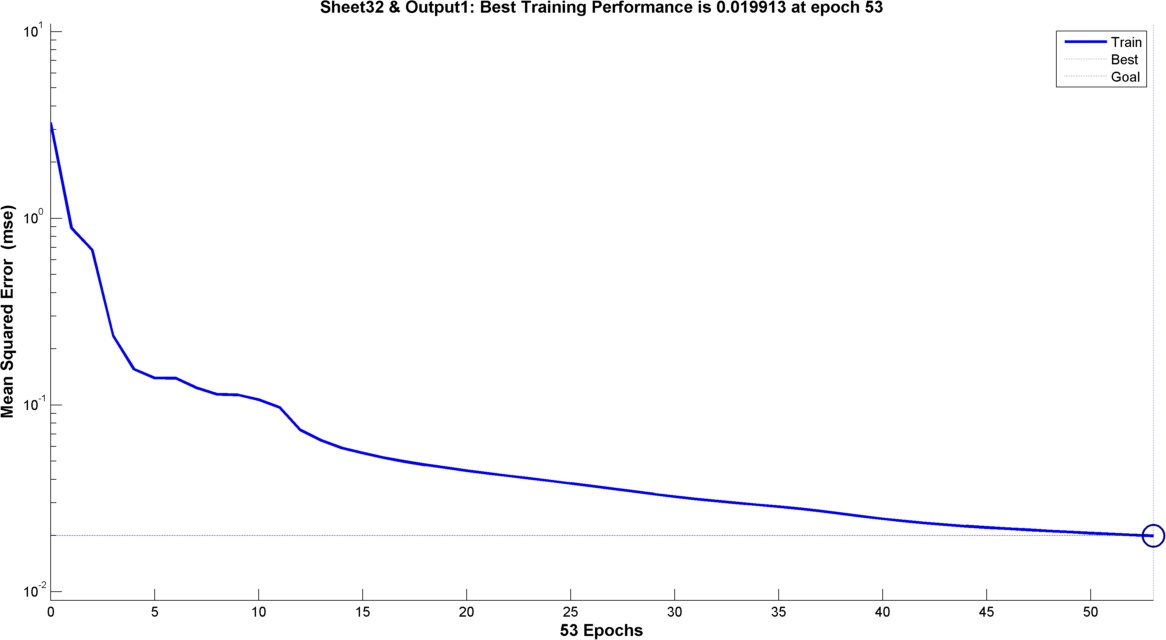 Sheet32 & Output1: Best Training Performance is 0.019913 at epoch 53
Train
Best
Goal
Mean Squared Error (mse)
10^1
10^0
10^-1
10^-2
0 5 10 15 20 25 30 35 40 45 50
53 Epochs